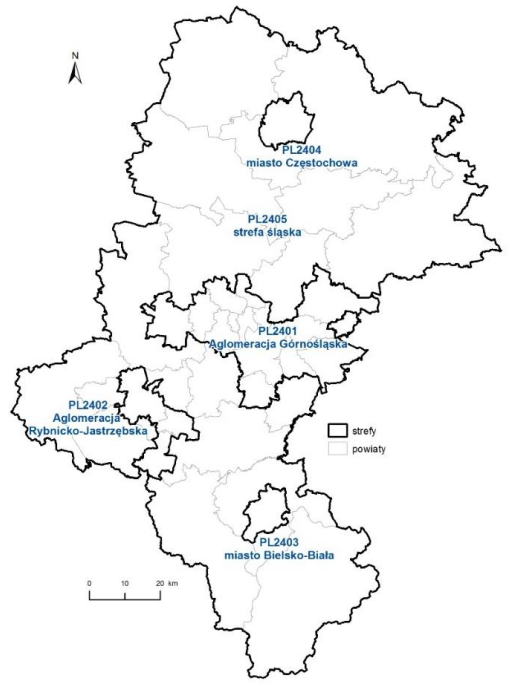 N
PL2404
miasto Częstochowa
PL2405
strefa śląska
PL2401
Aglomeracja Górnośląska
PL2402
Aglomeracja
Rybnicko-Jastrzębska
strefy
powiaty
PL2403
miasto Bielsko-Biała
0 10 20 km